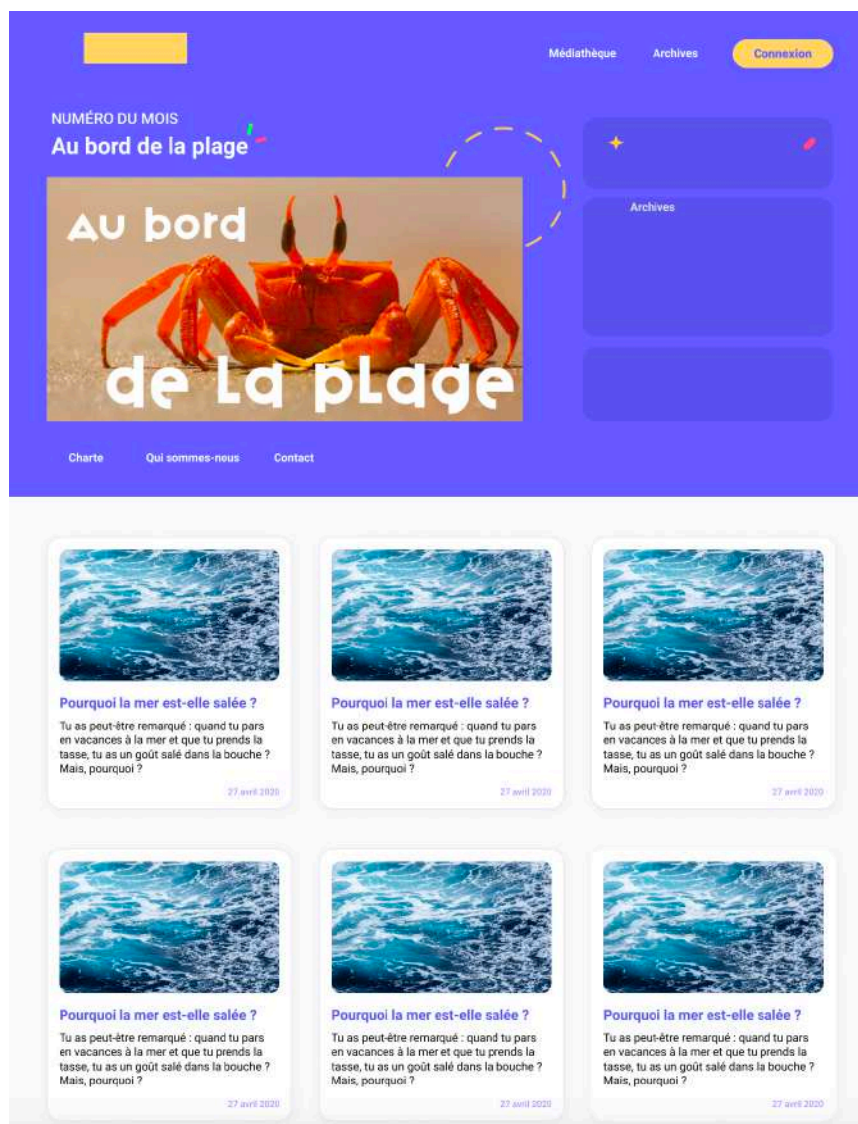 Médiathèque Archives Connexion
NUMÉRO DU MOIS
Au bord de la plage
Au bord
de la plage
Archives
Charte Qui sommes-nous Contact
Pourquoi la mer est-elle salée ?
Tu as peut-être remarqué : quand tu pars
en vacances à la mer et que tu prends la
tasse, tu as un goût salé dans la bouche ?
Mais, pourquoi ?
27 avril 2020
Pourquoi la mer est-elle salée ?
Tu as peut-être remarqué : quand tu pars
en vacances à la mer et que tu prends la
tasse, tu as un goût salé dans la bouche ?
Mais, pourquoi ?
27 avril 2020
Pourquoi la mer est-elle salée ?
Tu as peut-être remarqué : quand tu pars
en vacances à la mer et que tu prends la
tasse, tu as un goût salé dans la bouche ?
Mais, pourquoi ?
27 avril 2020
Pourquoi la mer est-elle salée ?
Tu as peut-être remarqué : quand tu pars
en vacances à la mer et que tu prends la
tasse, tu as un goût salé dans la bouche ?
Mais, pourquoi ?
27 avril 2020
Pourquoi la mer est-elle salée ?
Tu as peut-être remarqué : quand tu pars
en vacances à la mer et que tu prends la
tasse, tu as un goût salé dans la bouche ?
Mais, pourquoi ?
27 avril 2020
Pourquoi la mer est-elle salée ?
Tu as peut-être remarqué : quand tu pars
en vacances à la mer et que tu prends la
tasse, tu as un goût salé dans la bouche ?
Mais, pourquoi ?
27 avril 2020